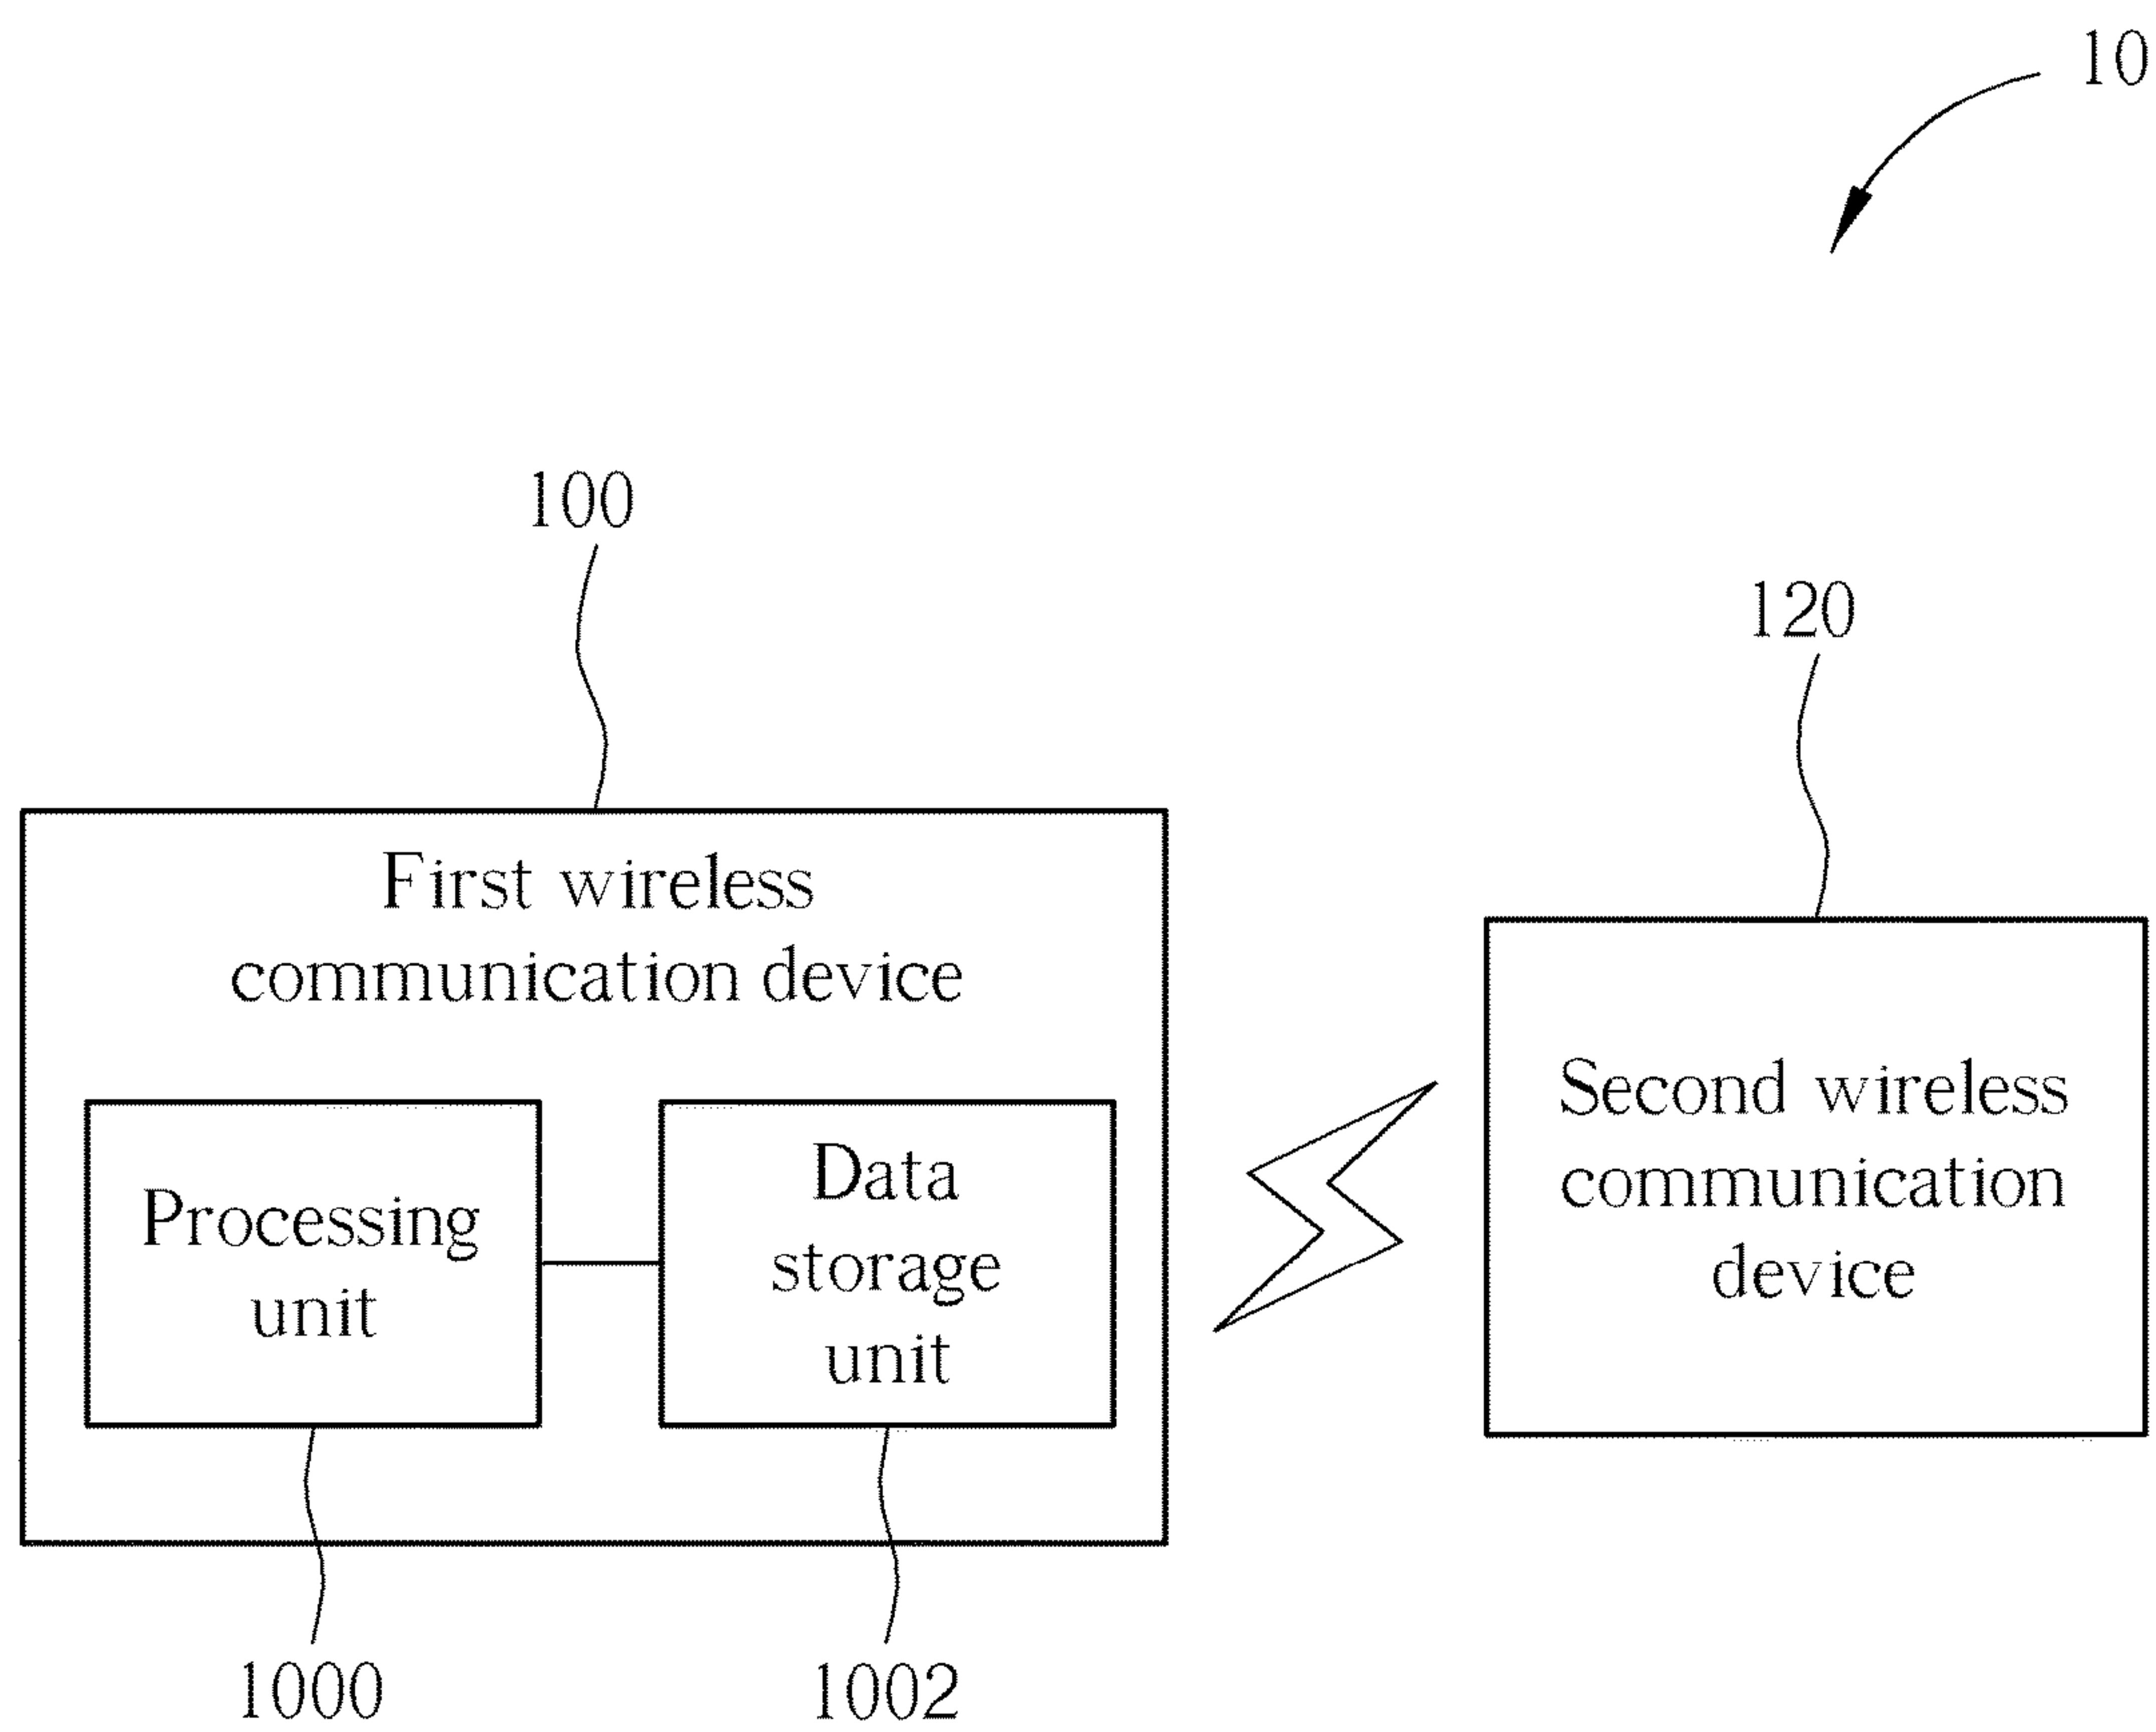 10
100
120
First wireless
communication device
Processing
unit
Data
storage
unit
Second wireless
communication
device
1000
1002